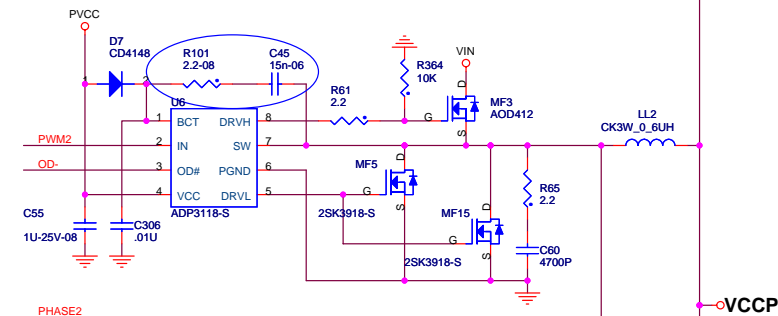 PVCC
D7
CD4148
R101
2.2-08
C45
15n-06
R364
10K
VIN
1
2
R61
2.2
D
G
S
MF3
AOD412
LL2
CK3W_0_6UH
U6
1 BCT DRVH 8
PWM2
2 IN SW 7
OD-
3 OD# PGND 6
4 VCC DRVL 5
ADP3118-S
MF5
D
G
S
2SK3918-S
MF15
D
G
S
2SK3918-S
R65
2.2
C55
1U-25V-08
C306
.01U
C60
4700P
PHASE2
VCCP